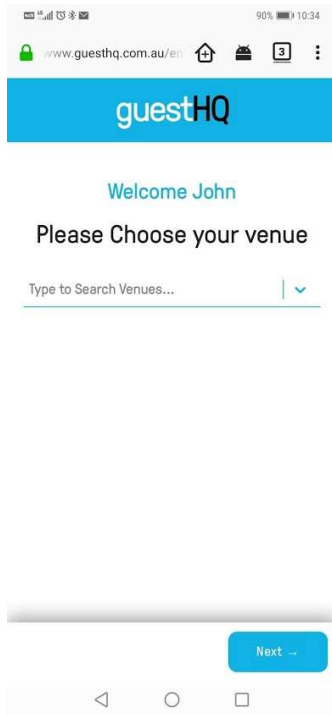 90% 10:34
www.guesthq.com.au/en
3
guestHQ
Welcome John
Please Choose your venue
Type to Search Venues...
Next →